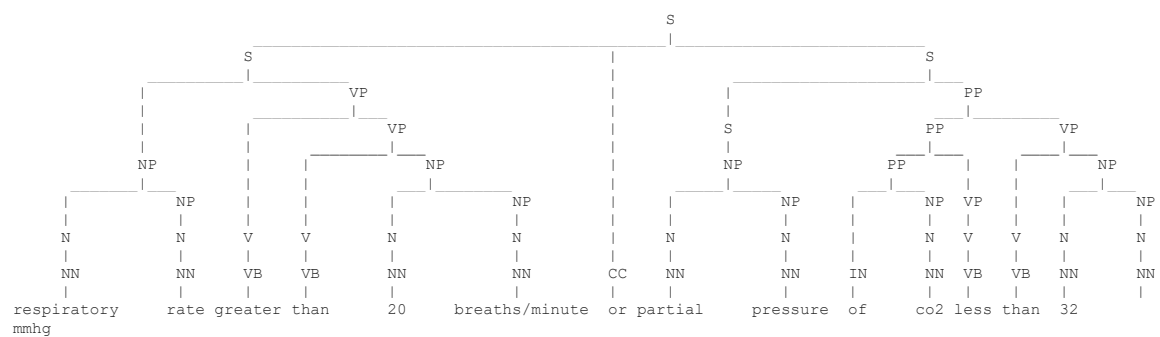 S
S S
VP PP
VP S PP VP
NP NP NP PP NP
NP NP NP NP VP NP
N N V V N N N N N V V N N
NN NN VB VB NN NN CC NN NN IN NN VB VB NN NN
respiratory rate greater than 20 breaths/minute or partial pressure of co2 less than 32
mmhg